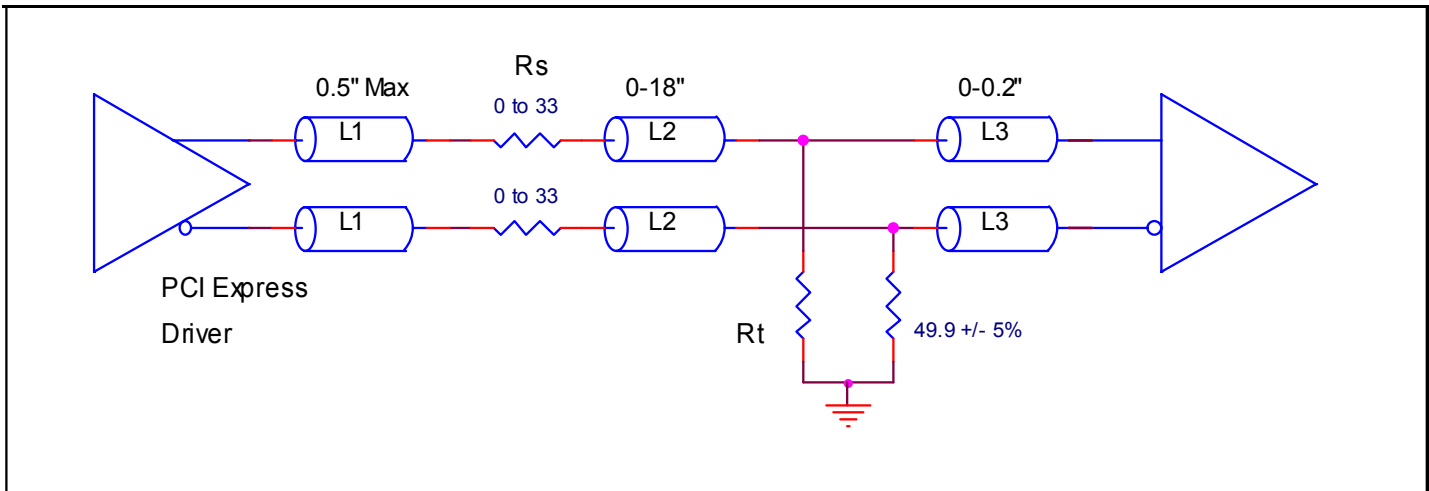 Rs
0.5" Max
0-18"
0-0.2"
0 to 33
L1
L2
L3
0 to 33
L1
L2
L3
PCI Express
Driver
Rt
49.9 +/- 5%